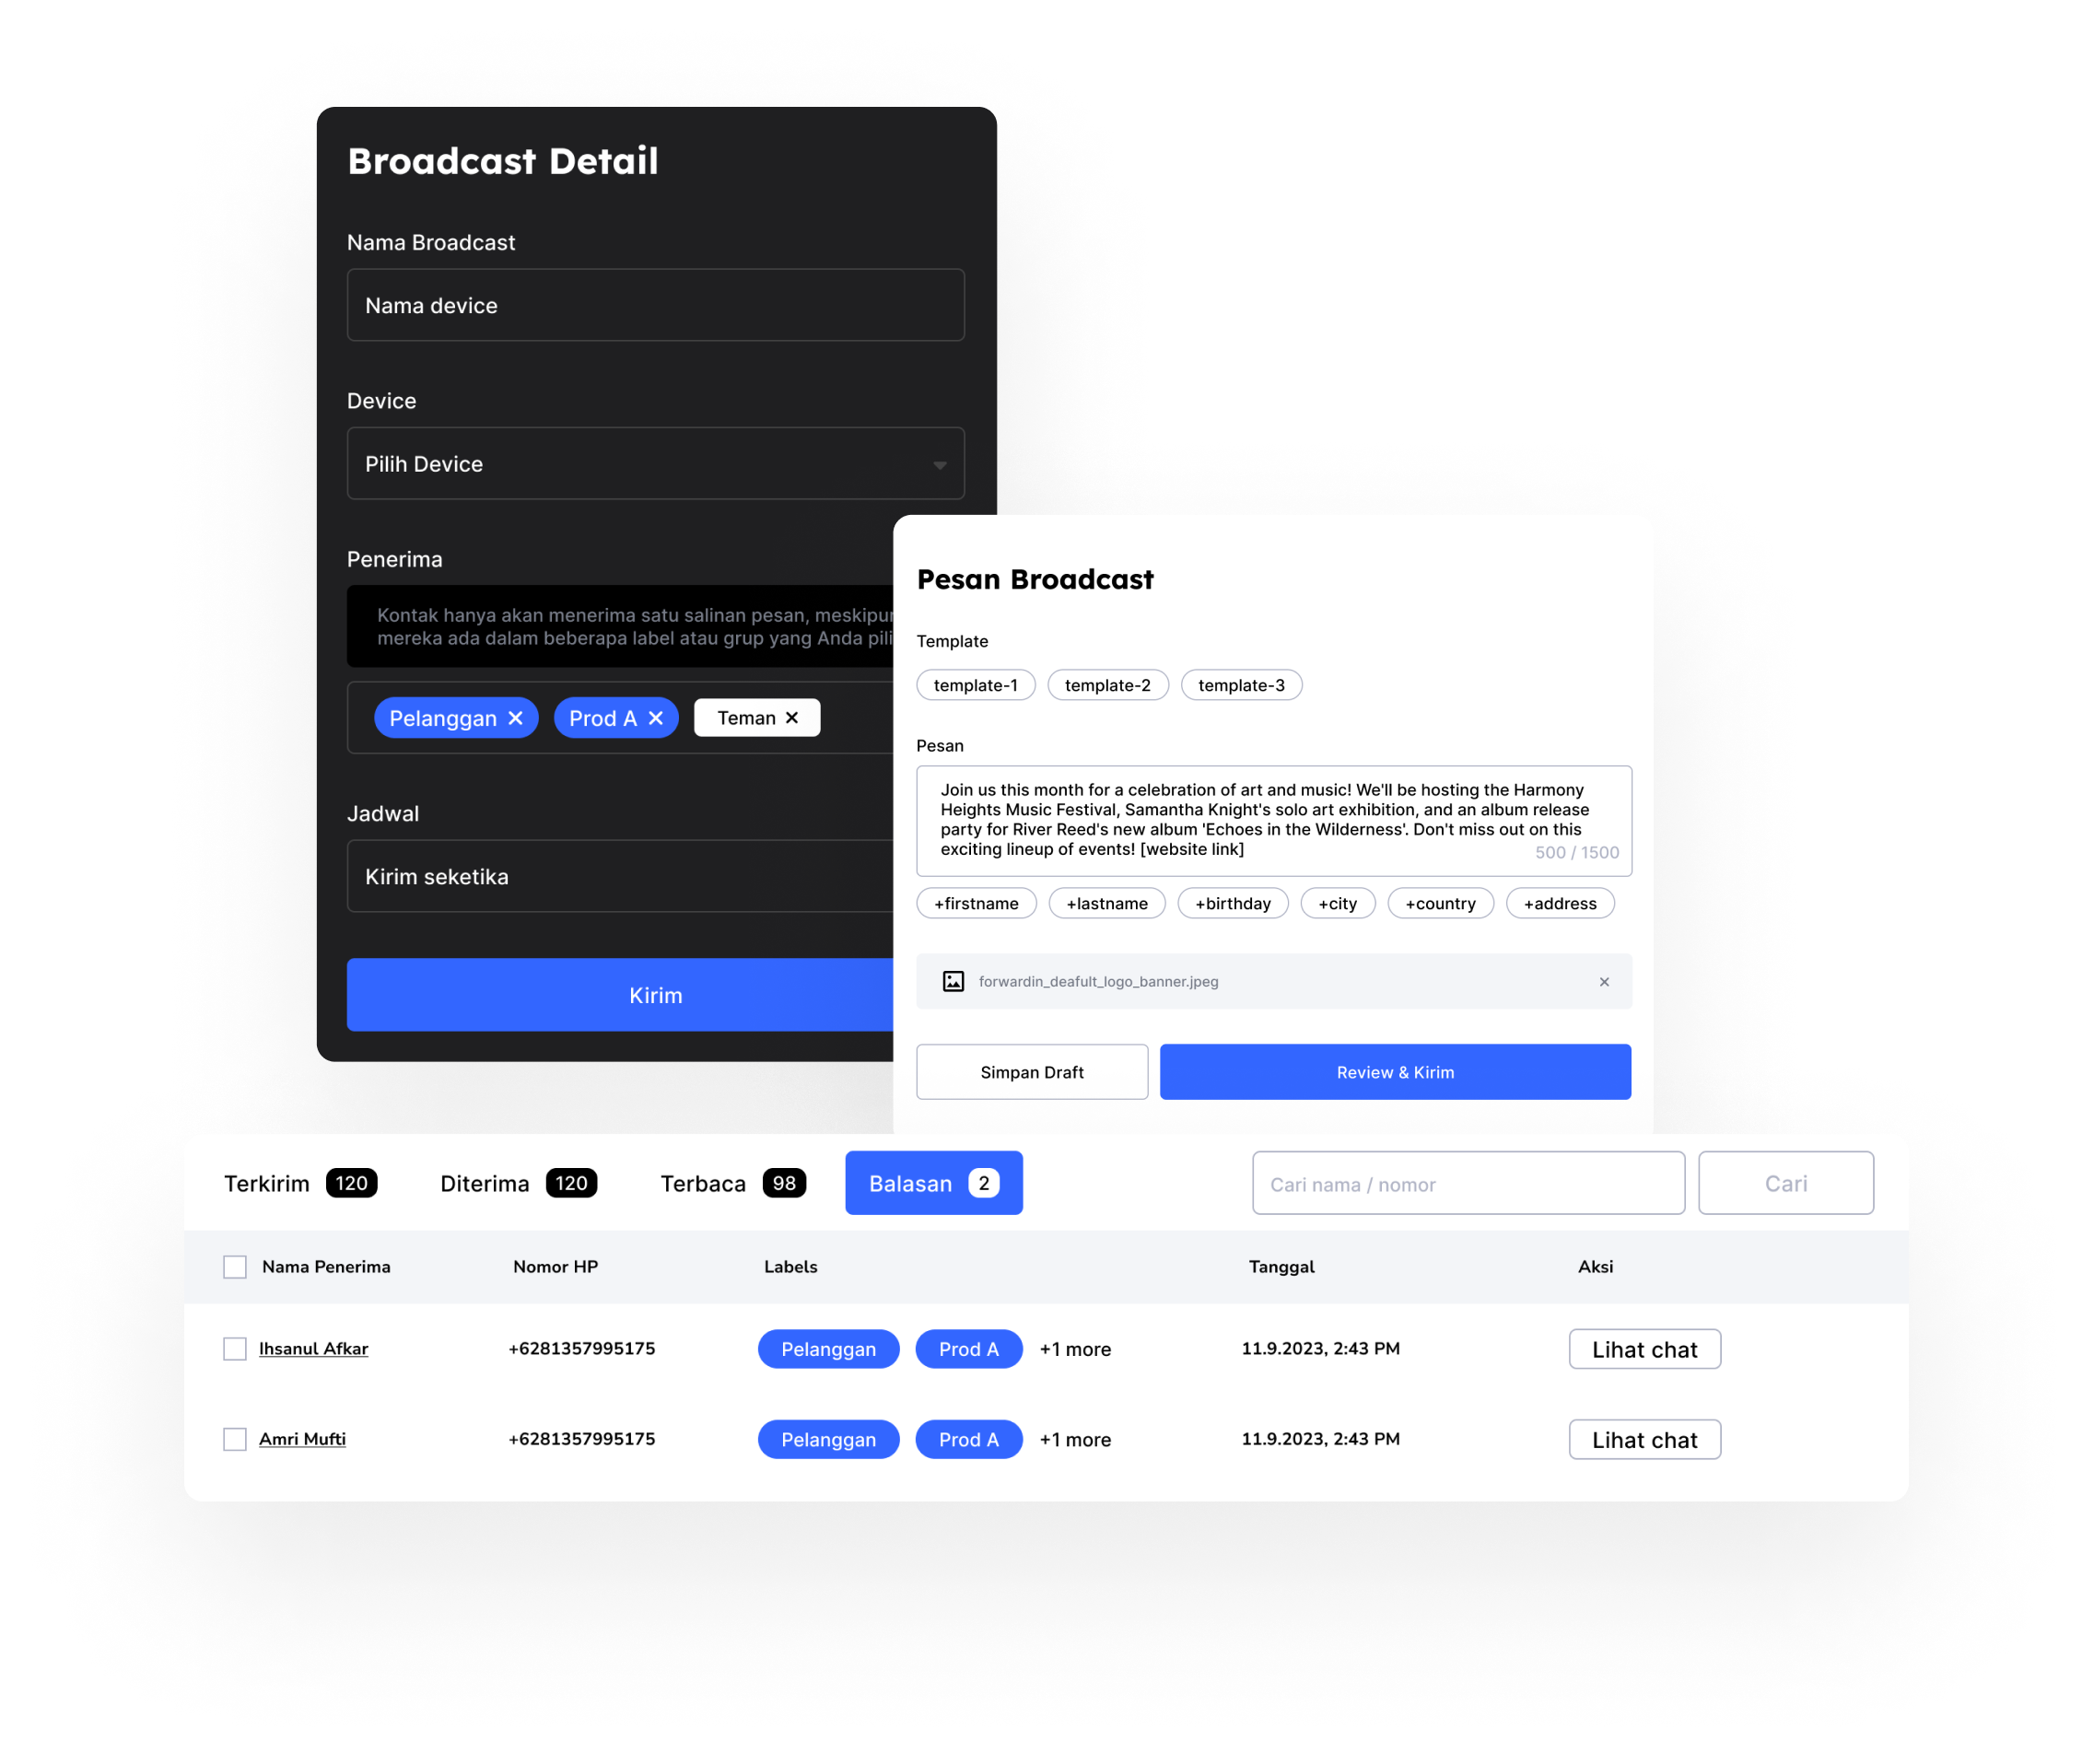 Broadcast Detail
Nama Broadcast
Nama device
Device
Pilih Device
Penerima
Kontak hanya akan menerima satu salinan pesan,
mereka ada dalam beberapa label atau grup yang Anda
Pelanggan ✕ Prod A ✕ Teman ✕
Jadwal
Kirim seketika
Kirim
Pesan Broadcast
Template
template-1 template-2 template-3
Pesan
Join us this month for a celebration of art and music! We'll be hosting the Harmony
Heights Music Festival, Samantha Knight's solo art exhibition, and an album release
party for River Reed's new album 'Echoes in the Wilderness'. Don't miss out on this
exciting lineup of events! [website link]
500 / 1500
+firstname +lastname +birthday +city +country +address
forwardin_deafult_logo_banner.jpeg ×
Simpan Draft Review & Kirim
Terkirim 120 Diterima 120 Terbaca 98 Balasan 2 Cari nama / nomor Cari
Nama Penerima Nomor HP Labels Tanggal Aksi
Ihsanul Afkar +6281357995175 Pelanggan Prod A +1 more 11.9.2023, 2:43 PM Lihat chat
Amri Mufti +6281357995175 Pelanggan Prod A +1 more 11.9.2023, 2:43 PM Lihat chat